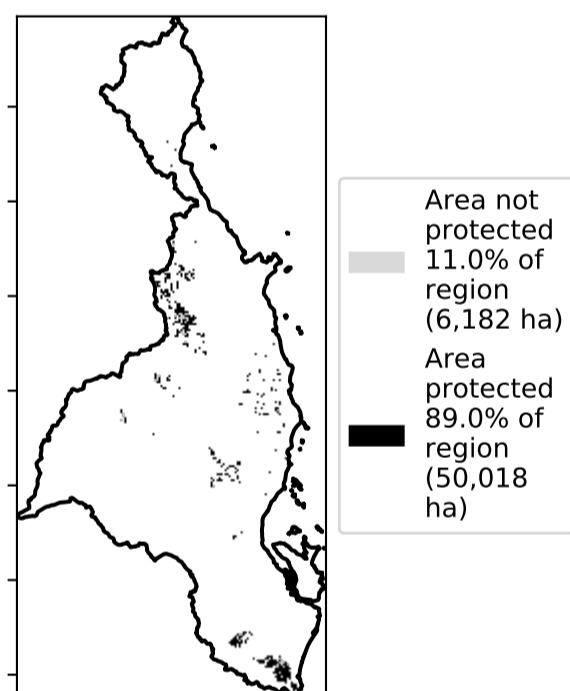 Area not
protected
11.0% of
region
(6,182 ha)
Area
protected
89.0% of
region
(50,018
ha)